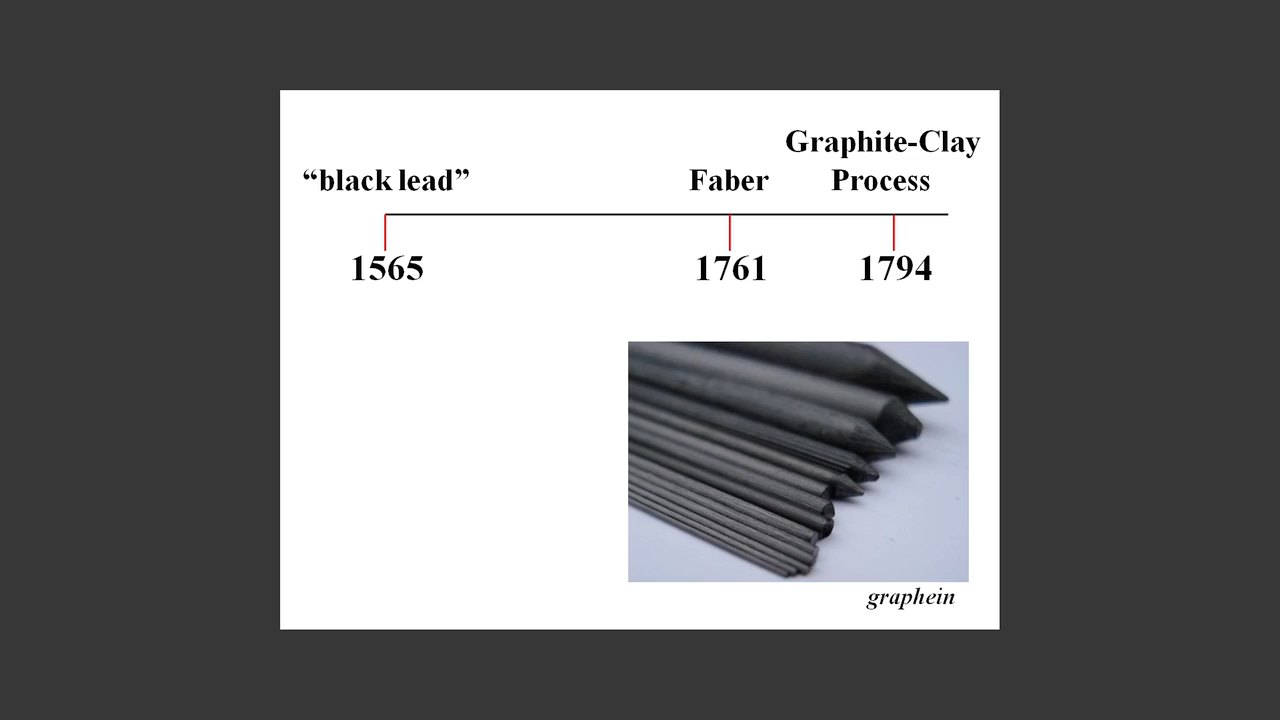 Graphite-Clay
“black lead” Faber Process
1565 1761 1794
graphein